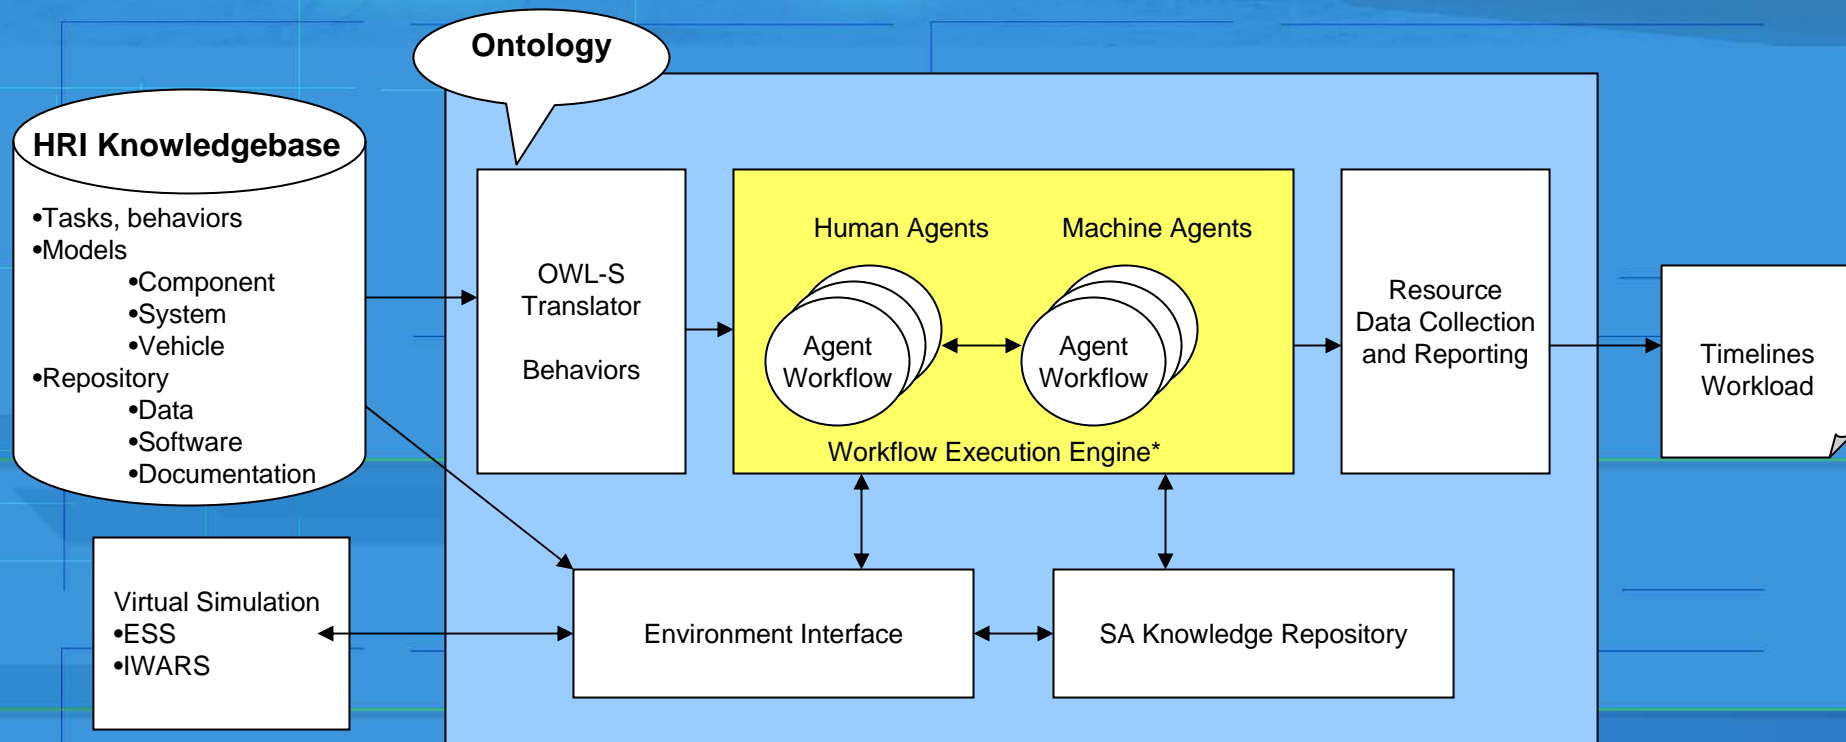 Ontology
HRI Knowledgebase
•Tasks, behaviors
•Models
•Component
•System
•Vehicle
•Repository
•Data
•Software
•Documentation
OWL-S
Translator
Behaviors
Human Agents
Machine Agents
Agent
Workflow
Agent
Workflow
Workflow Execution Engine*
Resource
Data Collection
and Reporting
Timelines
Workload
Virtual Simulation
•ESS
•IWARS
Environment Interface
SA Knowledge Repository